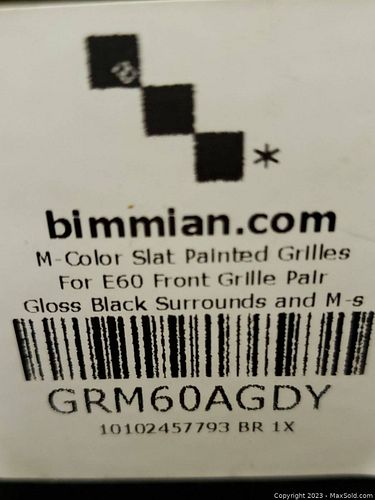 *
bimmian.com
M-Color Slat Painted Grilles
For E60 Front Grille Pair
Gloss Black Surrounds and M-s
GRM60AGDY
10102457793 BR 1X
Copyright © 2023 - MaxSold.com